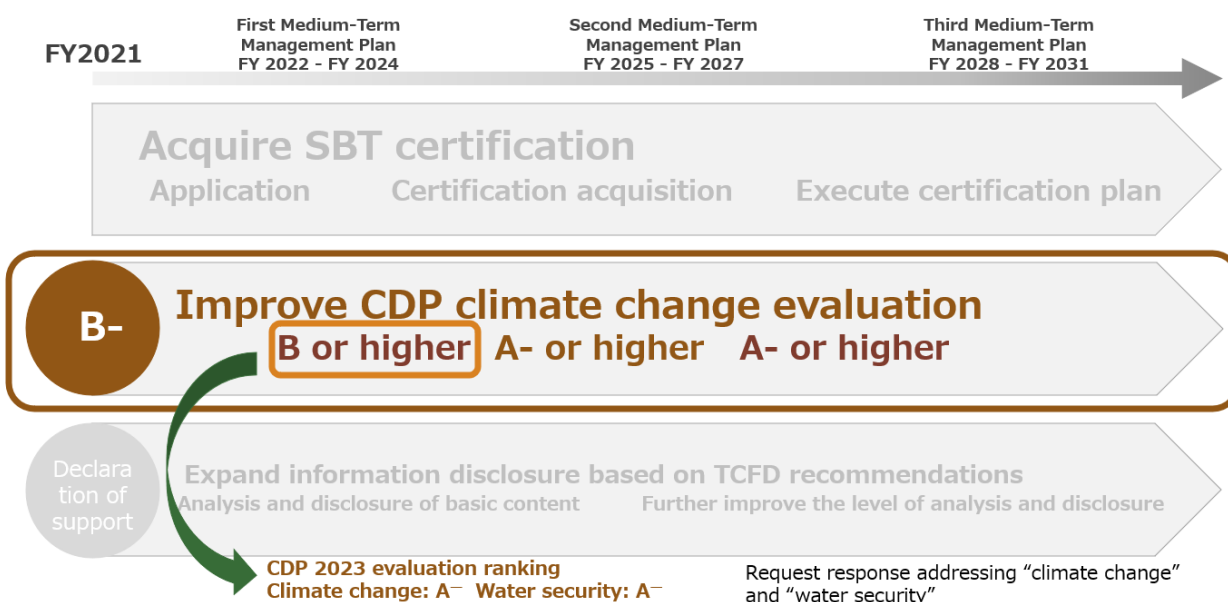 FY2021
First Medium-Term
Management Plan
FY 2022 - FY 2024
Second Medium-Term
Management Plan
FY 2025 - FY 2027
Third Medium-Term
Management Plan
FY 2028 - FY 2031
Acquire SBT certification
Application Certification acquisition Execute certification plan
B-
Improve CDP climate change evaluation
B or higher A- or higher A- or higher
Declara
tion of
support
Expand information disclosure based on TCFD recommendations
Analysis and disclosure of basic content Further improve the level of analysis and disclosure
CDP 2023 evaluation ranking
Climate change: A⁻ Water security: A⁻
Request response addressing “climate change”
and “water security”